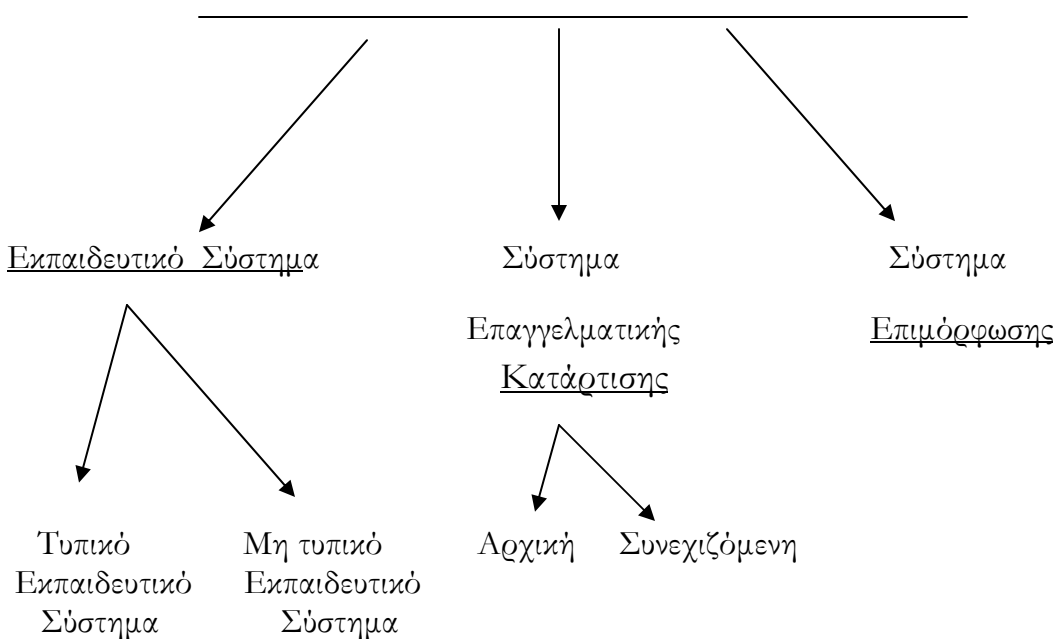 Εκπαιδευτικό Σύστημα
Σύστημα
Επαγγελματικής
Κατάρτισης
Σύστημα
Επιμόρφωσης
Τυπικό
Εκπαιδευτικό
Σύστημα
Μη τυπικό
Εκπαιδευτικό
Σύστημα
Αρχική
Συνεχιζόμενη